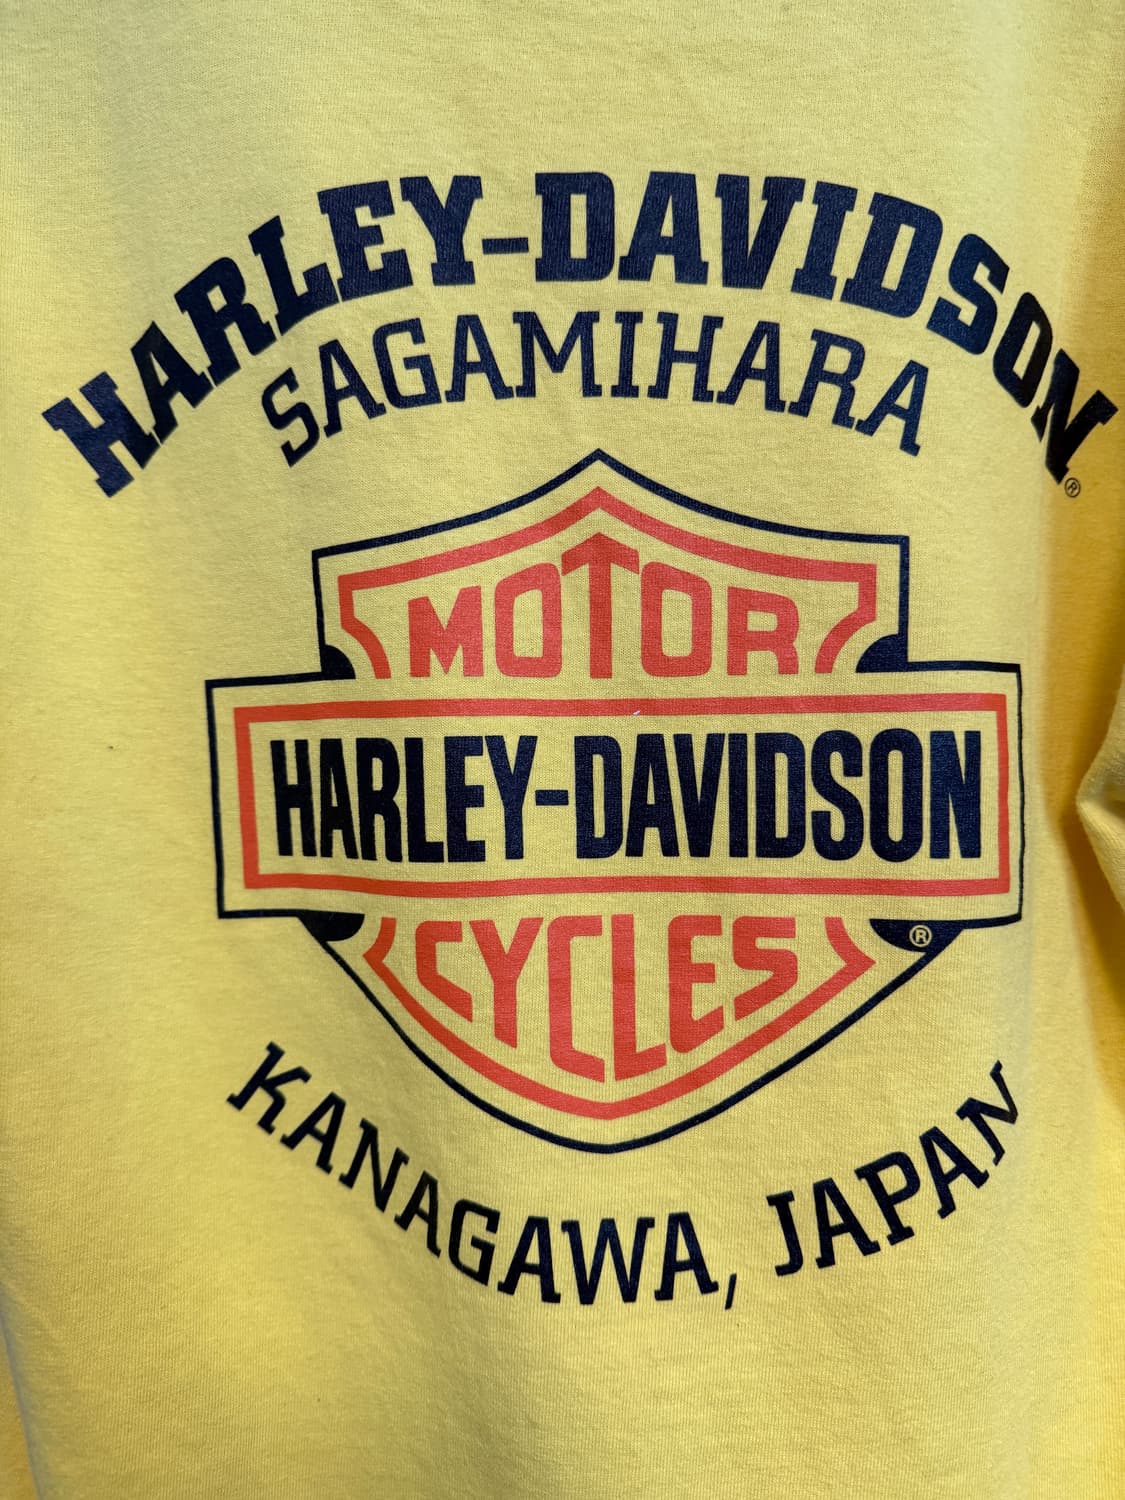 HARLEY-DAVIDSON®
SAGAMIHARA
MOTOR
HARLEY-DAVIDSON
CYCLES
®
KANAGAWA, JAPAN